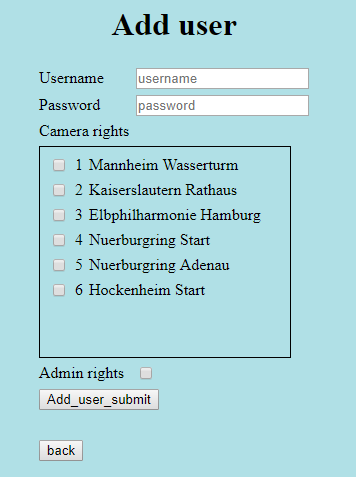 Add user
Username username
Password password
Camera rights
1 Mannheim Wasserturm
2 Kaiserslautern Rathaus
3 Elbphilharmonie Hamburg
4 Nuerburgring Start
5 Nuerburgring Adenau
6 Hockenheim Start
Admin rights
Add_user_submit
back